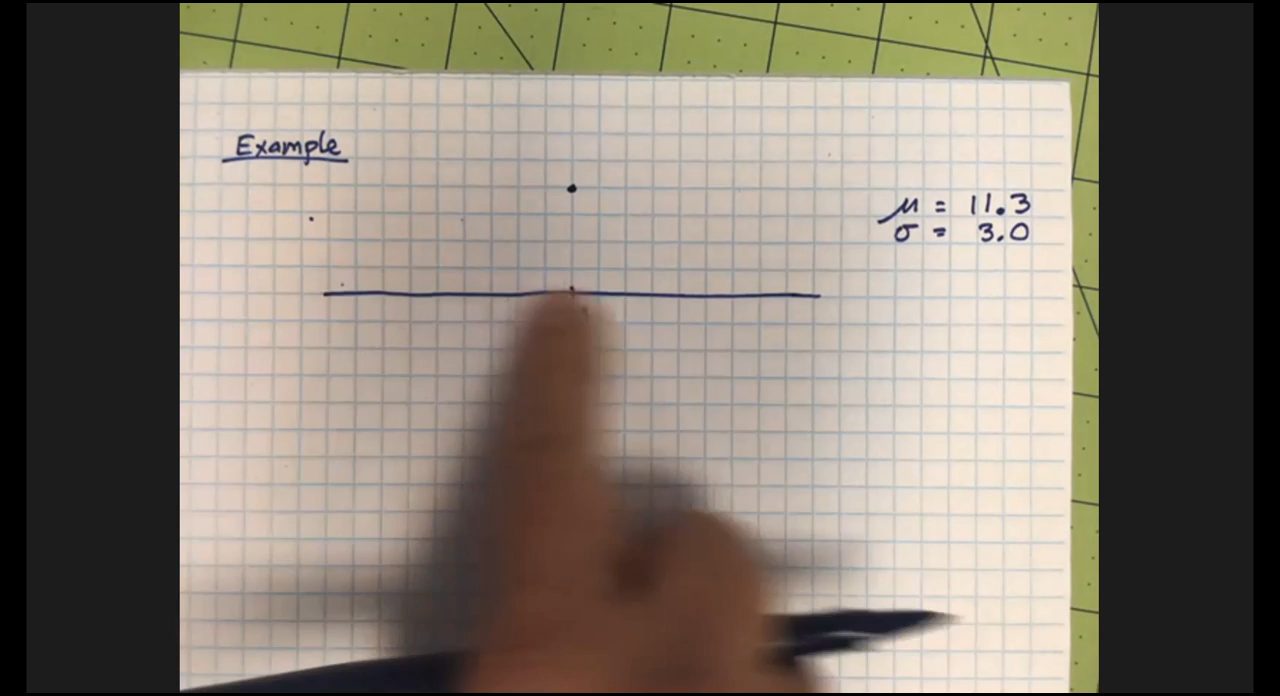 Example
μ = 11.3
σ = 3.0